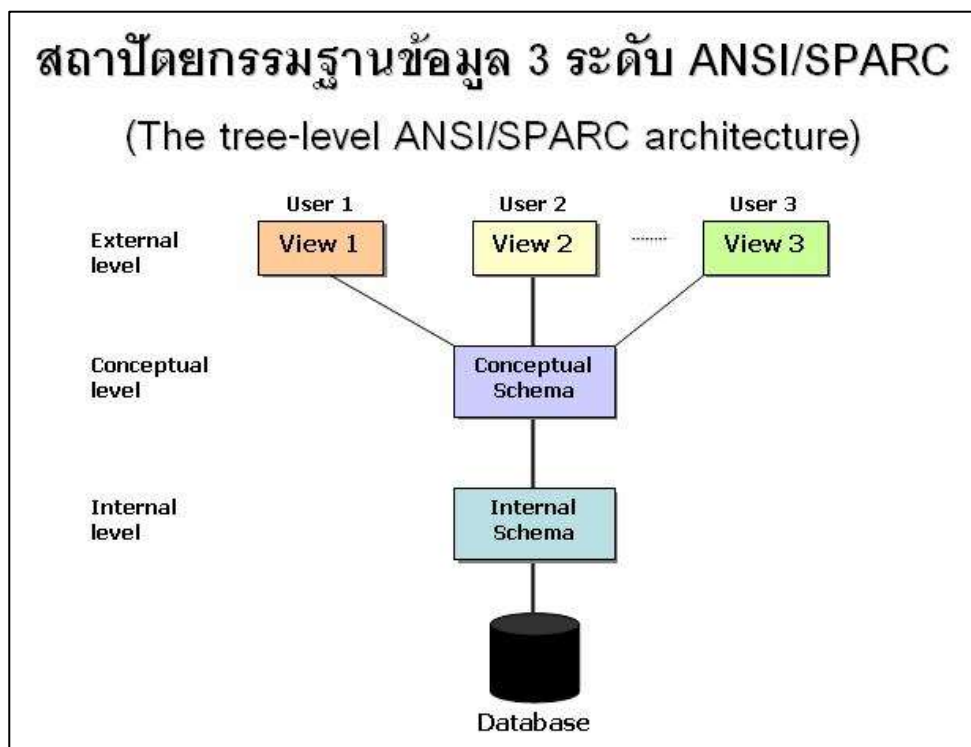 สถาปัตยกรรมฐานข้อมูล 3 ระดับ ANSI/SPARC
(The tree-level ANSI/SPARC architecture)
User 1 User 2 User 3
External level
View 1 View 2 ........ View 3
Conceptual level
Conceptual Schema
Internal level
Internal Schema
Database